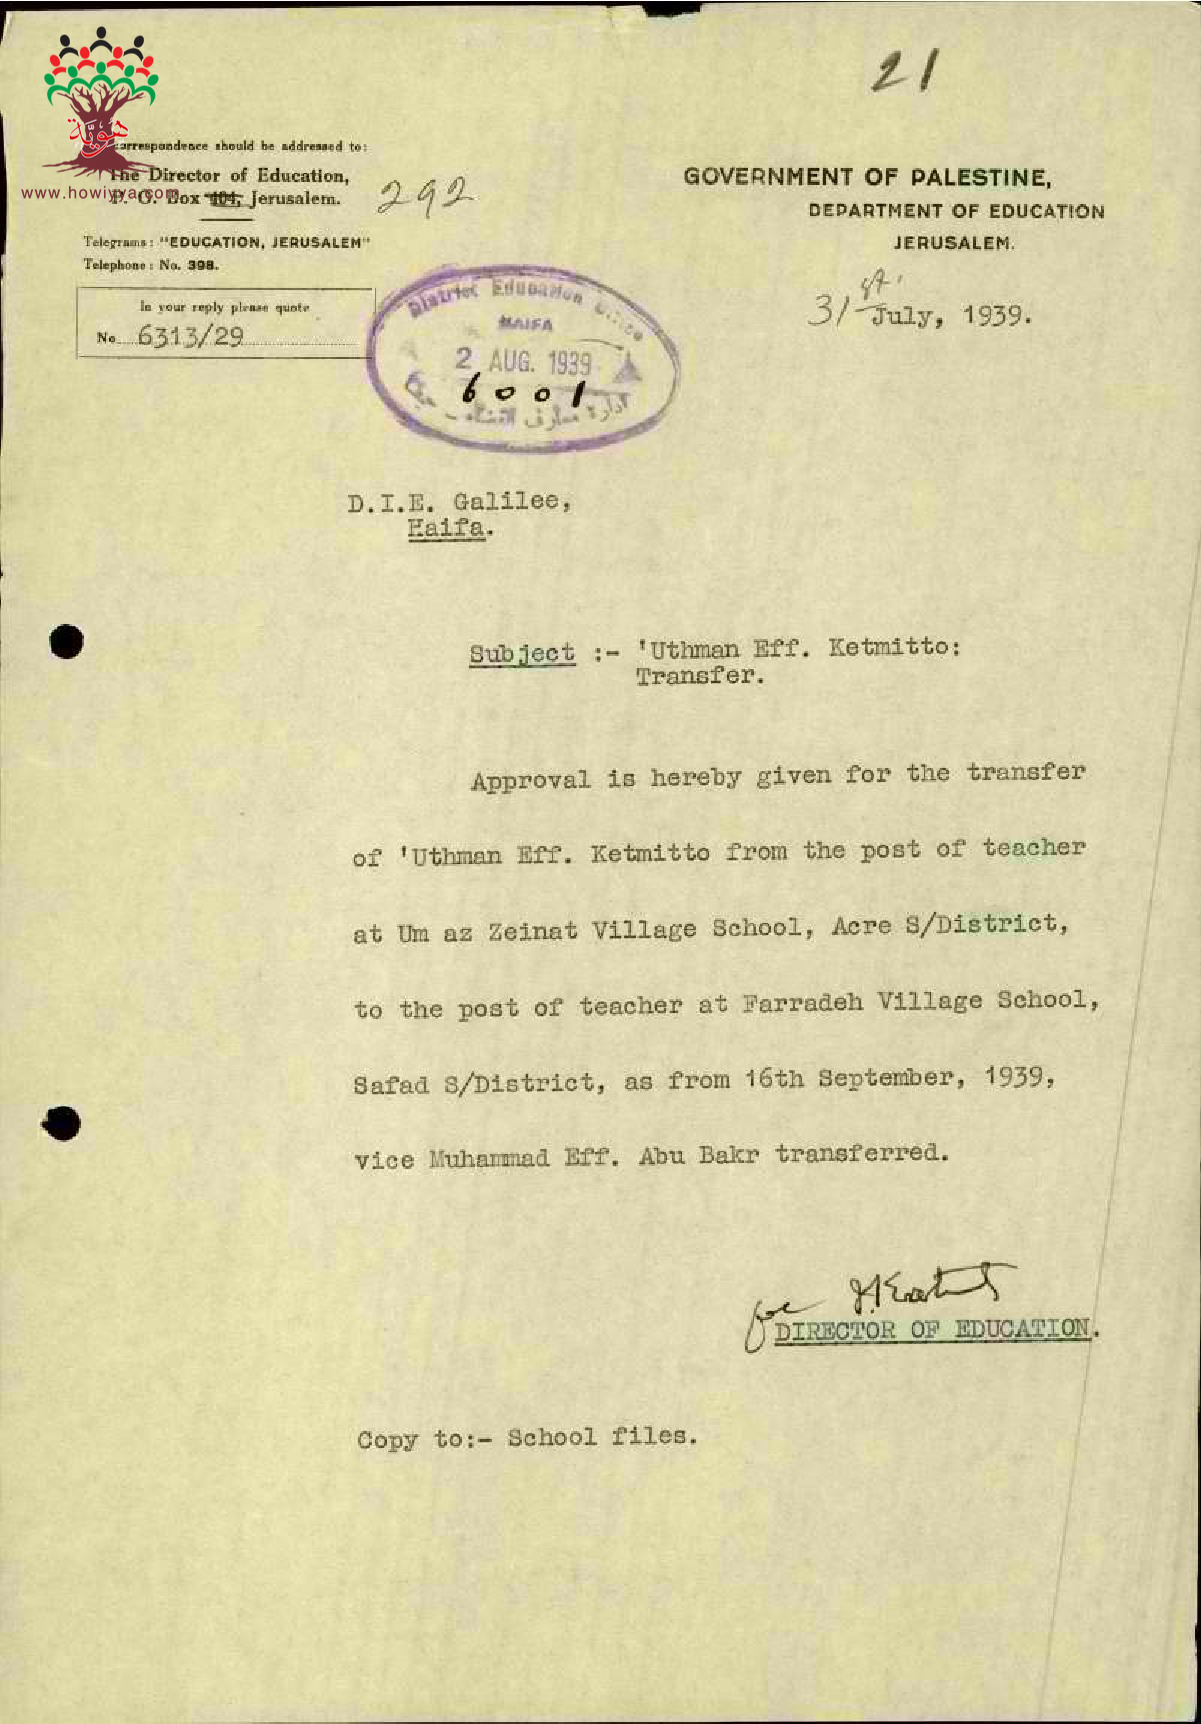 21
هويّة
www.howiyya.com
correspondence should be addressed to:
The Director of Education,
P. O. Box 404, Jerusalem.
292
Telegrams: "EDUCATION, JERUSALEM"
Telephone: No. 398.
In your reply please quote
No. 6313/29
GOVERNMENT OF PALESTINE,
DEPARTMENT OF EDUCATION
JERUSALEM.
31st. July, 1939.
District Education Office
HAIFA
2 AUG. 1939
6001
ادارة معارف
D.I.E. Galilee,
Haifa.
Subject :- 'Uthman Eff. Ketmitto:
Transfer.
Approval is hereby given for the transfer
of 'Uthman Eff. Ketmitto from the post of teacher
at Um az Zeinat Village School, Acre S/District,
to the post of teacher at Farradeh Village School,
Safad S/District, as from 16th September, 1939,
vice Muhammad Eff. Abu Bakr transferred.
for
DIRECTOR OF EDUCATION.
Copy to:- School files.